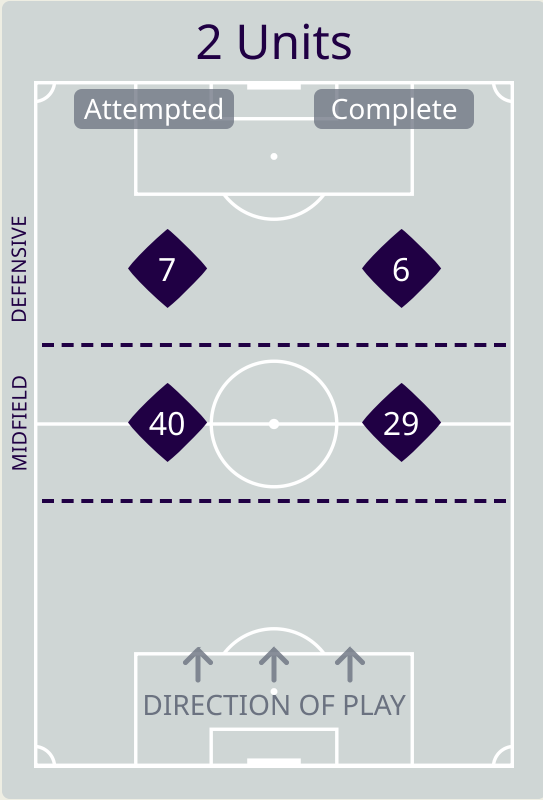 2 Units
Attempted Complete
DEFENSIVE
7 6
MIDFIELD
40 29
DIRECTION OF PLAY